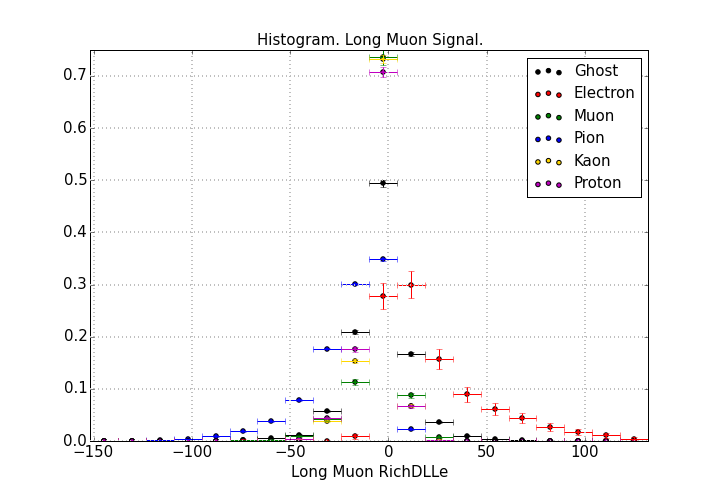 Histogram. Long Muon Signal.
0.7
0.6
0.5
0.4
0.3
0.2
0.1
0.0
Ghost
Electron
Muon
Pion
Kaon
Proton
−150 −100 −50 0 50 100
Long Muon RichDLLe